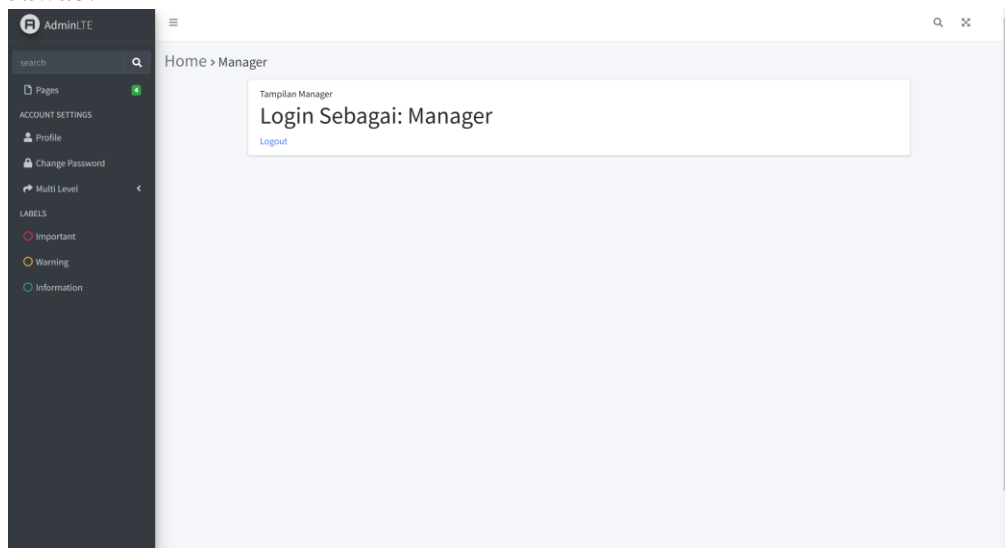 AdminLTE
search
Pages 4
ACCOUNT SETTINGS
Profile
Change Password
Multi Level
LABELS
Important
Warning
Information
Home › Manager
Tampilan Manager
Login Sebagai: Manager
Logout